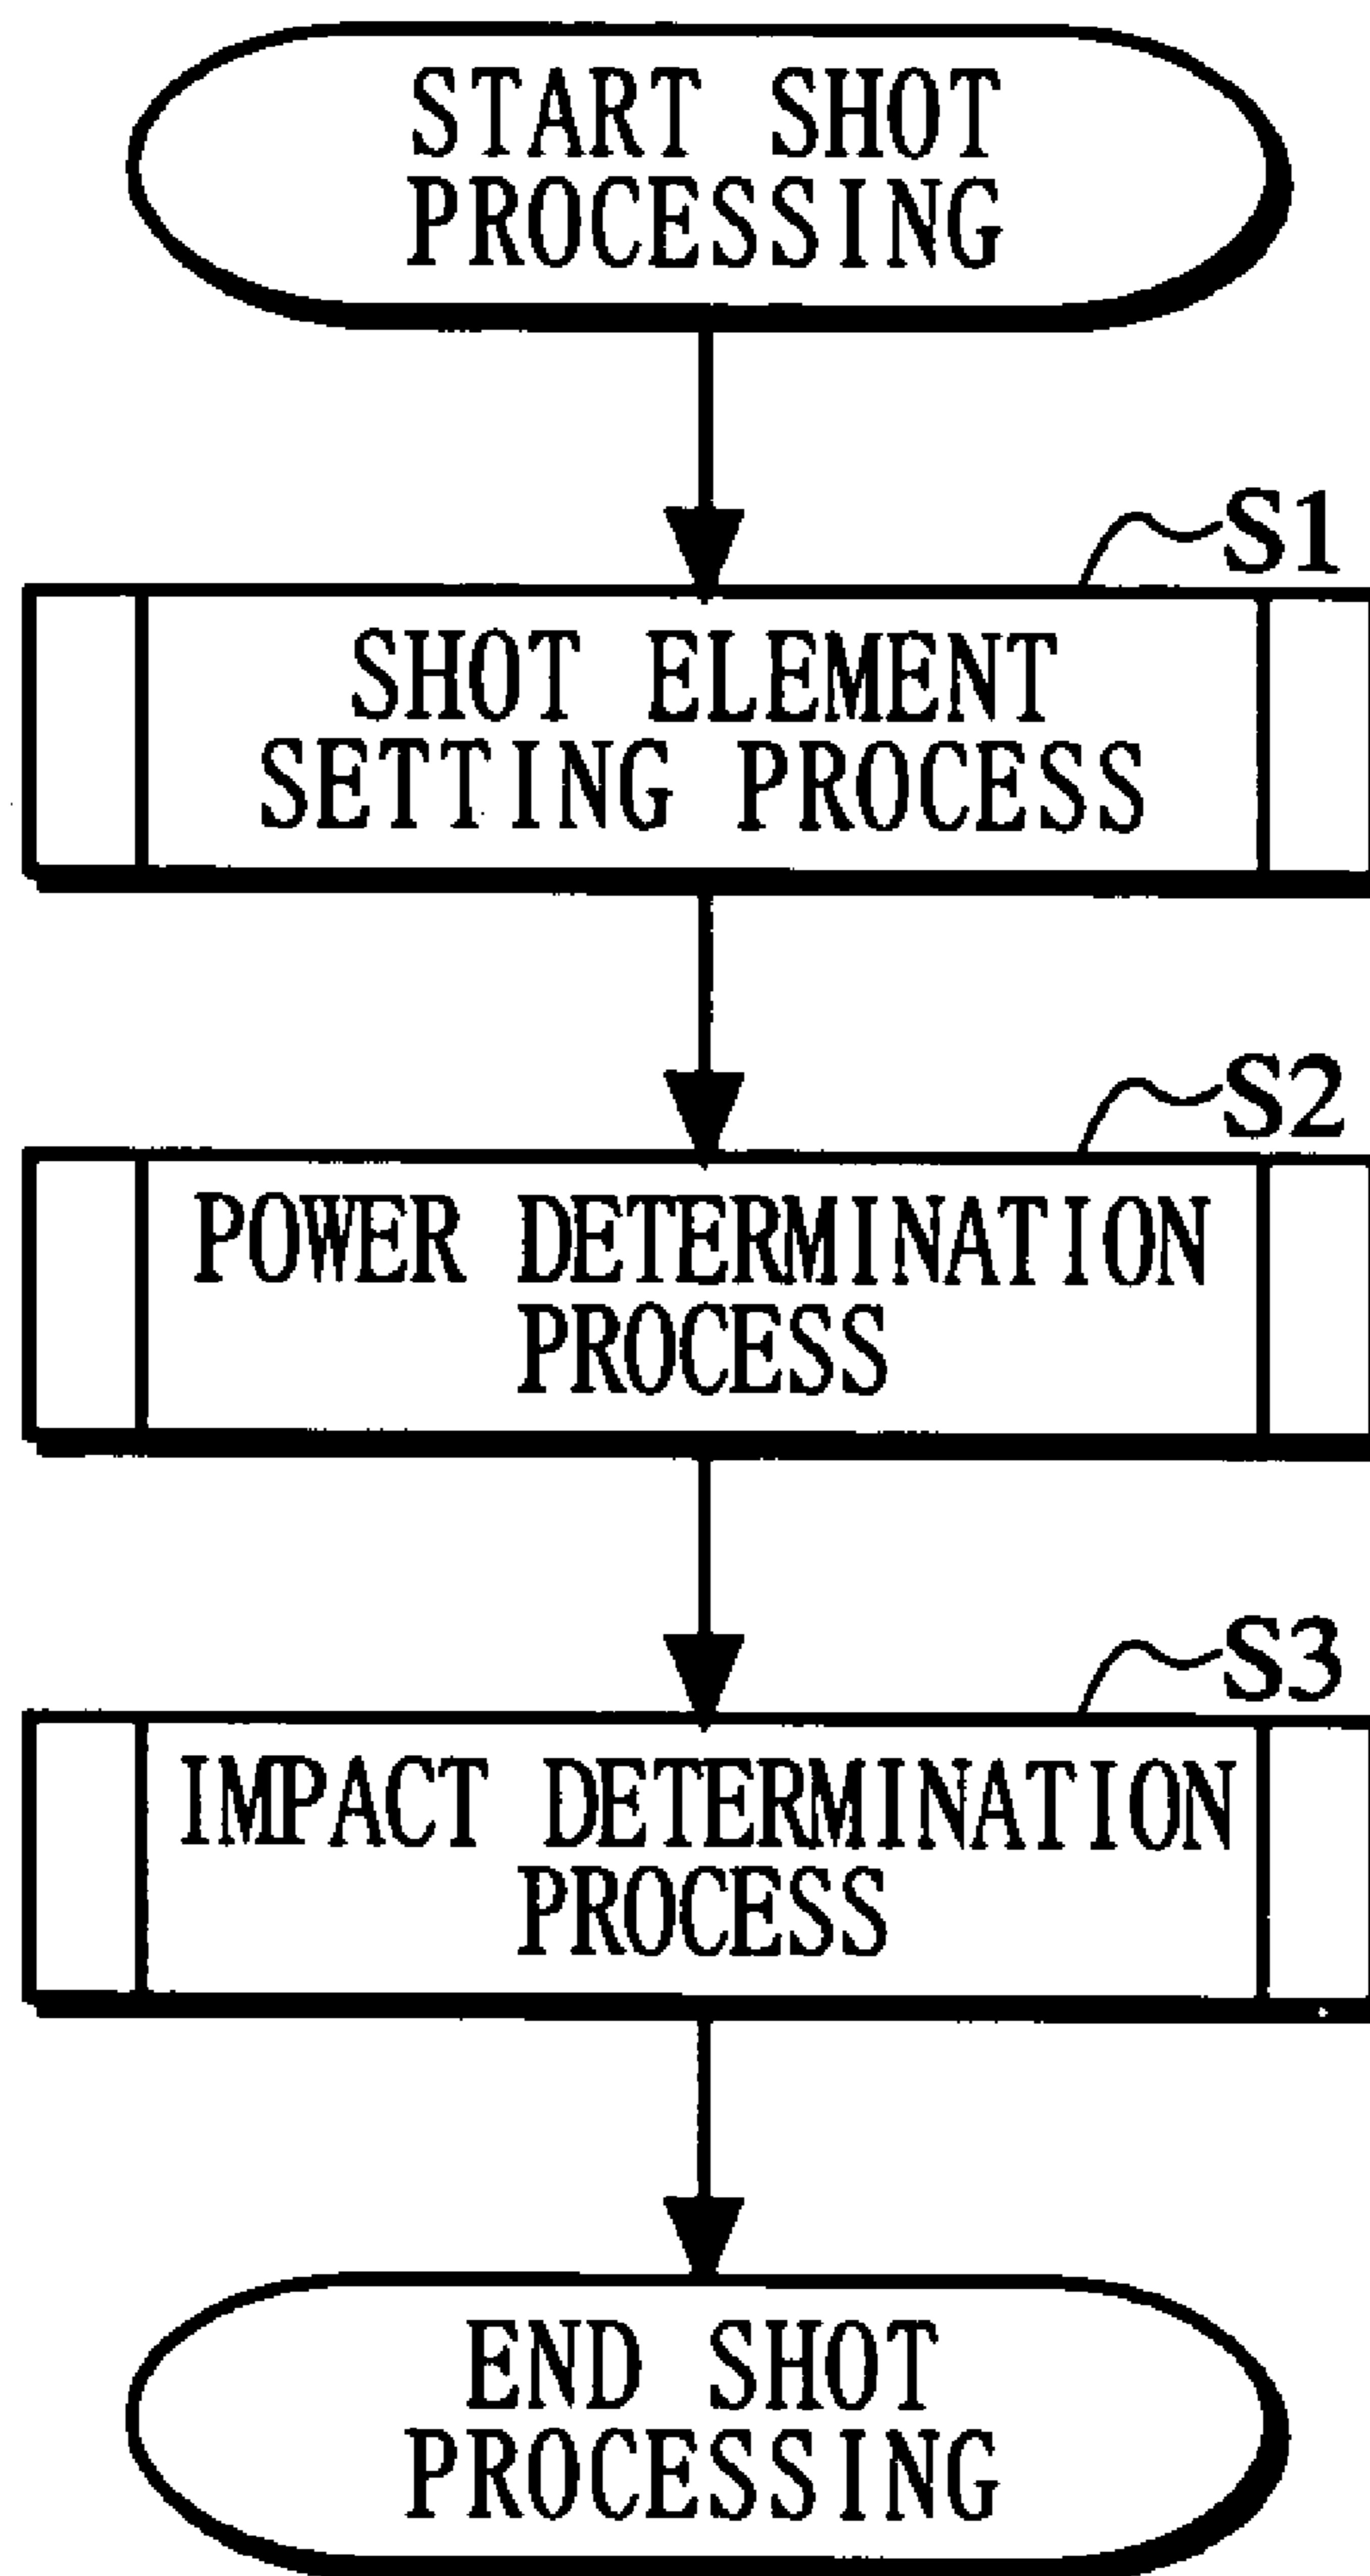 START SHOT
PROCESSING
S1
SHOT ELEMENT
SETTING PROCESS
S2
POWER DETERMINATION
PROCESS
S3
IMPACT DETERMINATION
PROCESS
END SHOT
PROCESSING